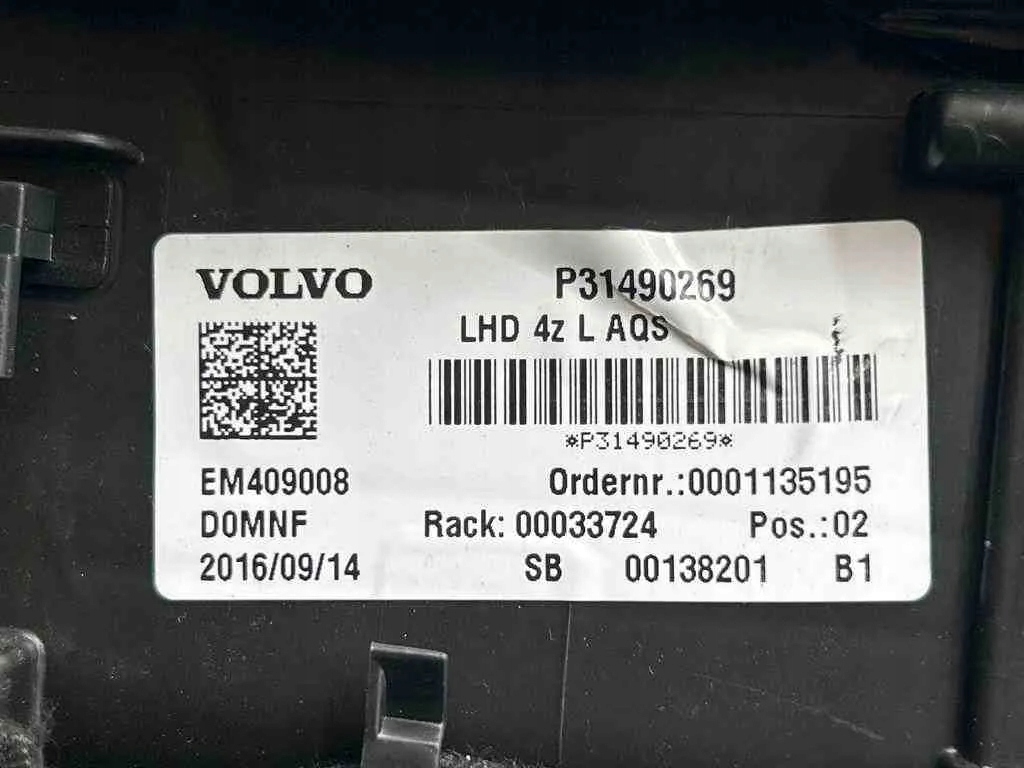 VOLVO P31490269
LHD 4z L AQS
*P31490269*
EM409008 Ordernr.:0001135195
D0MNF Rack: 00033724 Pos.:02
2016/09/14 SB 00138201 B1